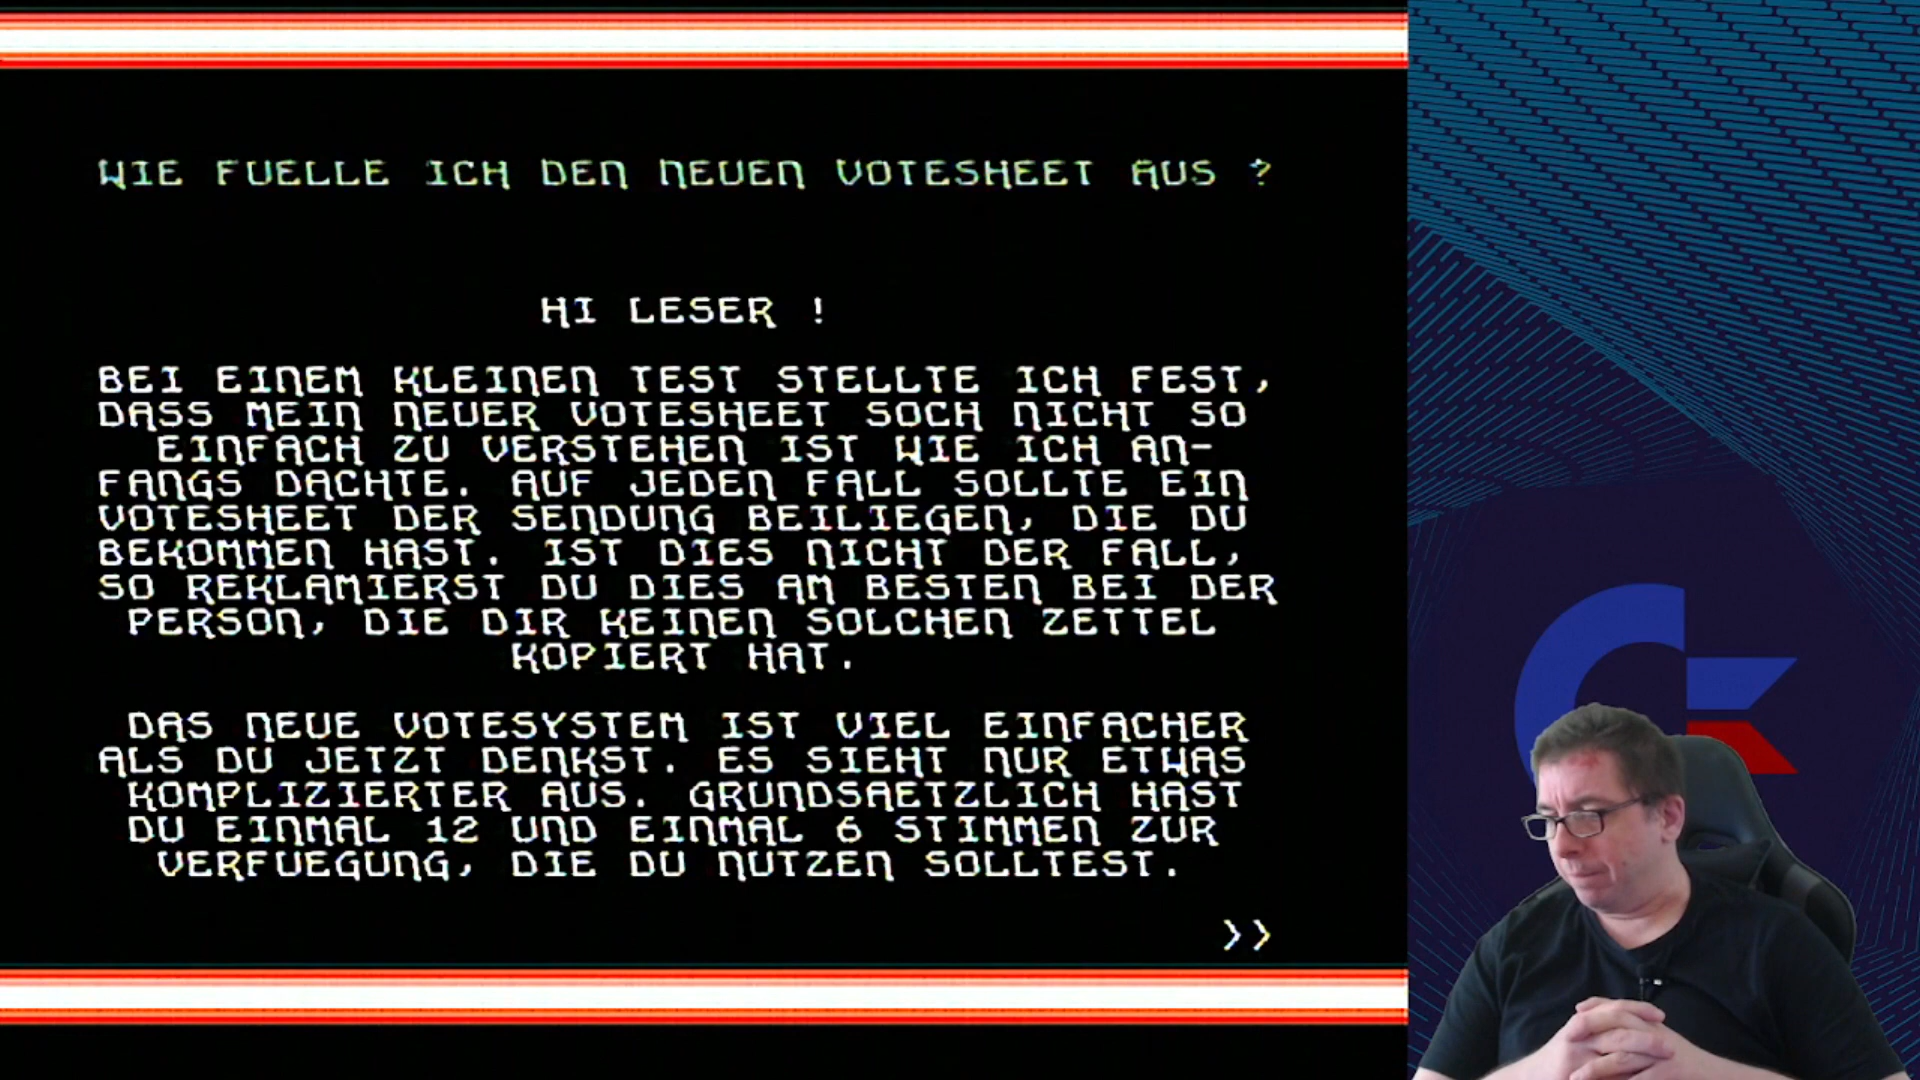 WIE FUELLE ICH DEN NEUEN VOTESHEET AUS ?
HI LESER !
BEI EINEM KLEINEN TEST STELLTE ICH FEST,
DASS MEIN NEUER VOTESHEET SOCH NICHT SO
EINFACH ZU VERSTEHEN IST WIE ICH AN-
FANGS DACHTE. AUF JEDEN FALL SOLLTE EIN
VOTESHEET DER SENDUNG BEILIEGEN, DIE DU
BEKOMMEN HAST. IST DIES NICHT DER FALL,
SO REKLAMIERST DU DIES AM BESTEN BEI DER
PERSON, DIE DIR KEINEN SOLCHEN ZETTEL
KOPIERT HAT.
DAS NEUE VOTESYSTEM IST VIEL EINFACHER
ALS DU JETZT DENKST. ES SIEHT NUR ETWAS
KOMPLIZIERTER AUS. GRUNDSAETZLICH HAST
DU EINMAL 12 UND EINMAL 6 STIMMEN ZUR
VERFUEGUNG, DIE DU NUTZEN SOLLTEST.
>>